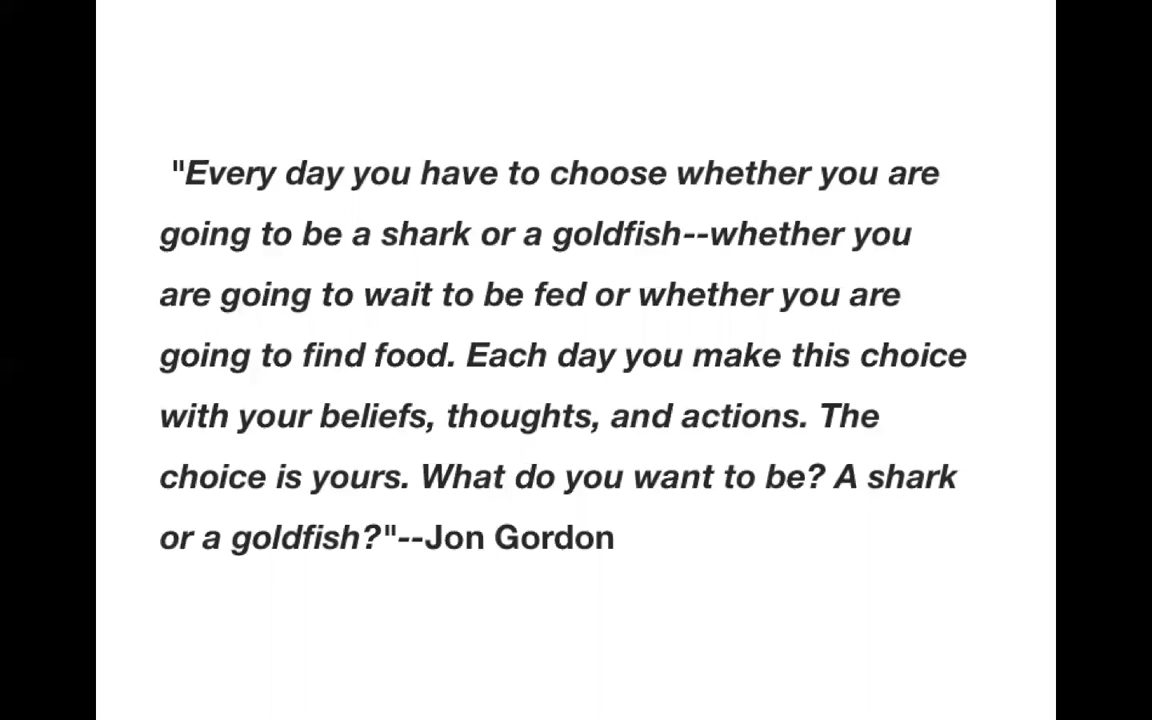 "Every day you have to choose whether you are
going to be a shark or a goldfish--whether you
are going to wait to be fed or whether you are
going to find food. Each day you make this choice
with your beliefs, thoughts, and actions. The
choice is yours. What do you want to be? A shark
or a goldfish?"--Jon Gordon